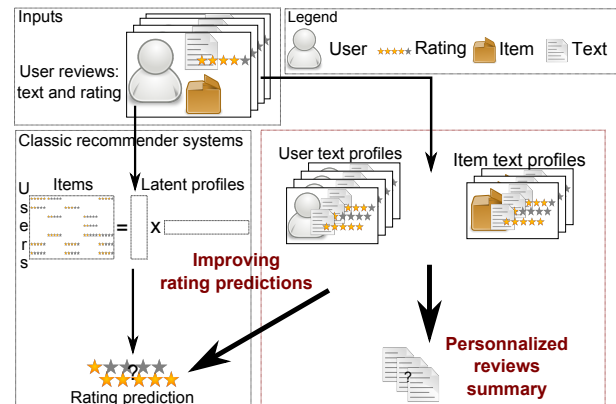 Inputs
User reviews:
text and rating
Legend
User
Rating
Item
Text
Classic recommender systems
Items
Latent profiles
U
s
e
r
s
=
x
?
Rating prediction
User text profiles
Item text profiles
Improving
rating predictions
Personnalized
reviews
summary
?